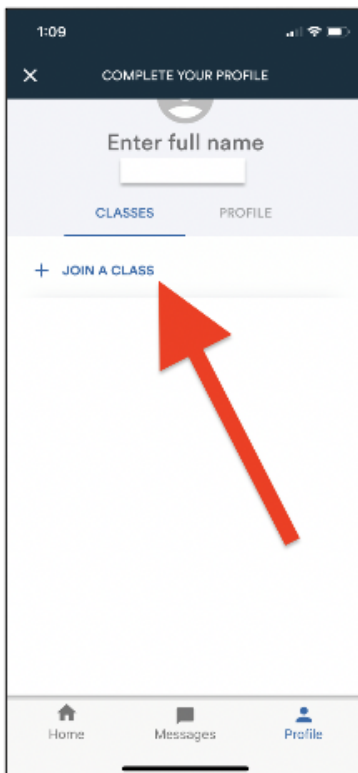 1:09
COMPLETE YOUR PROFILE
Enter full name
CLASSES PROFILE
+ JOIN A CLASS
Home Messages Profile